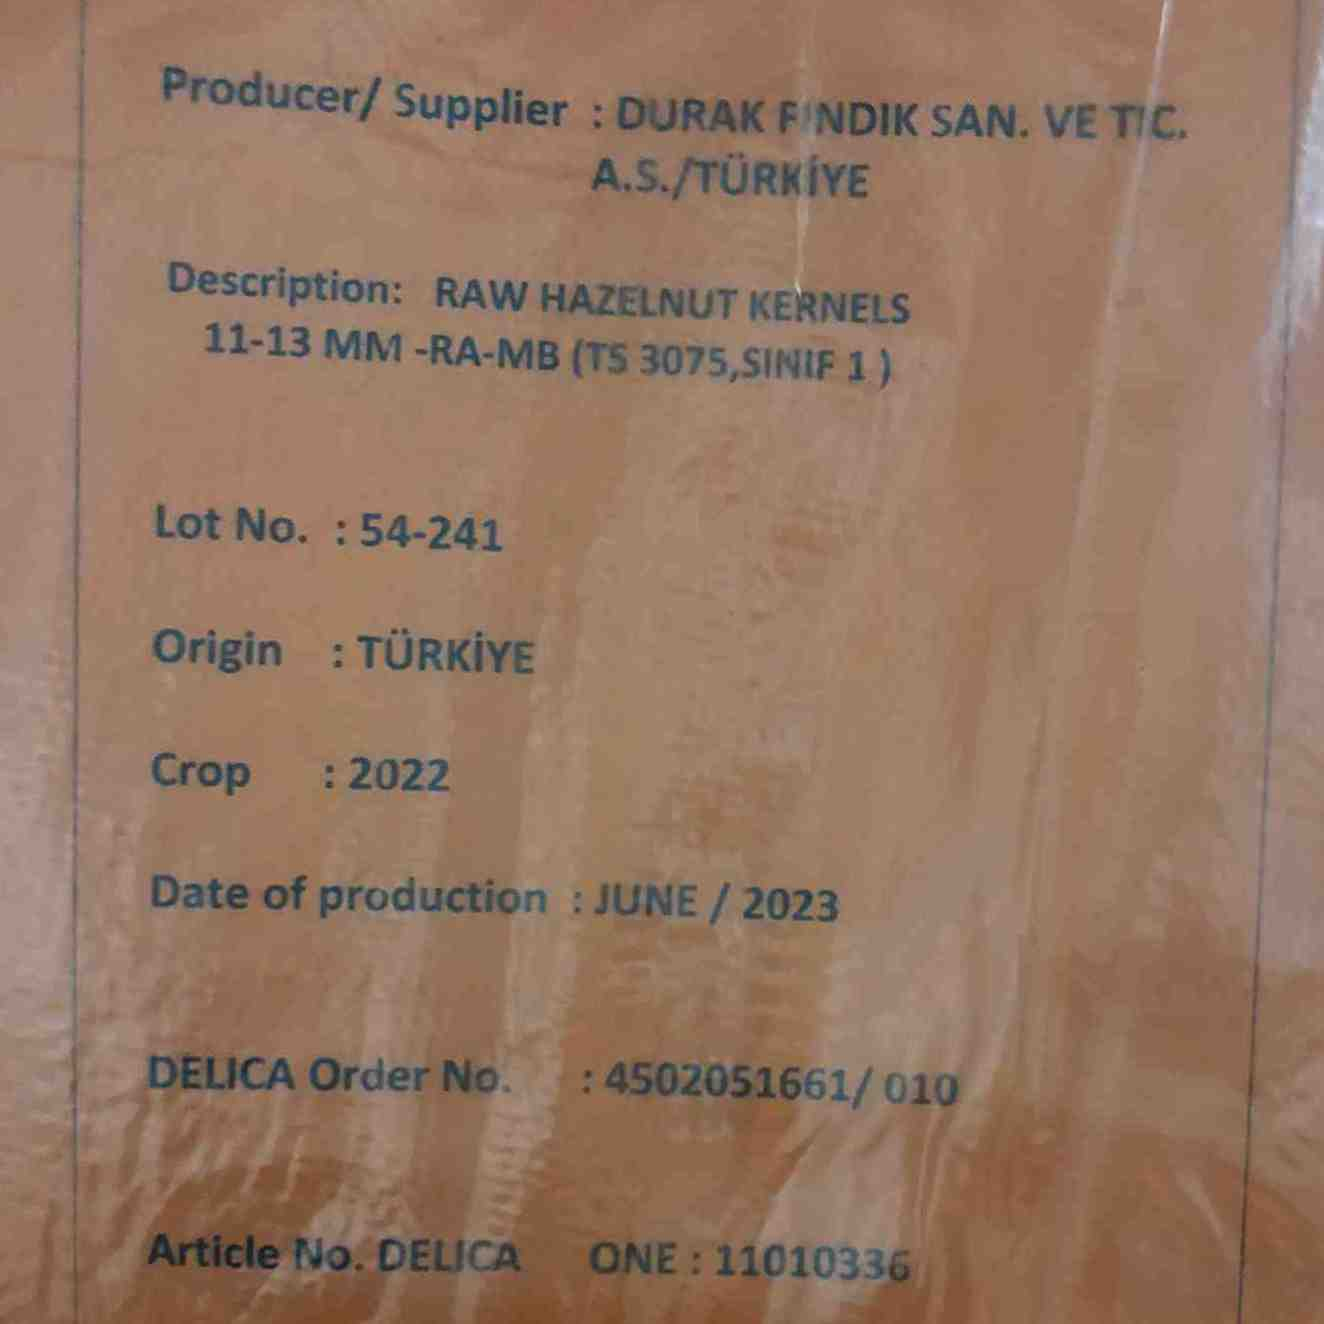 Producer/ Supplier : DURAK FINDIK SAN. VE TIC.
A.S./TÜRKİYE
Description: RAW HAZELNUT KERNELS
11-13 MM -RA-MB (TS 3075,SINIF 1 )
Lot No. : 54-241
Origin : TÜRKİYE
Crop : 2022
Date of production : JUNE / 2023
DELICA Order No. : 4502051661/ 010
Article No. DELICA ONE : 11010336